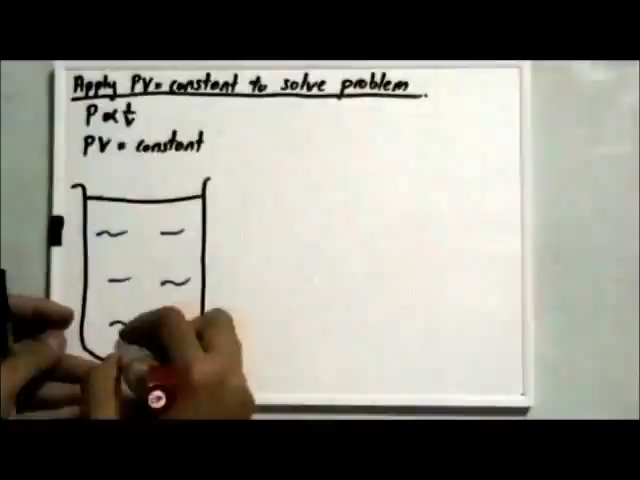 Apply PV = constant to solve problem.
P ∝ 1/V
PV = constant